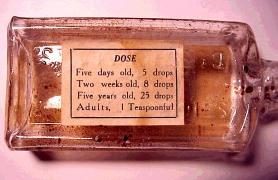 DOSE
Five days old, 5 drops
Two weeks old, 8 drops
Five years old, 25 drops
Adults, 1 Teaspoonful